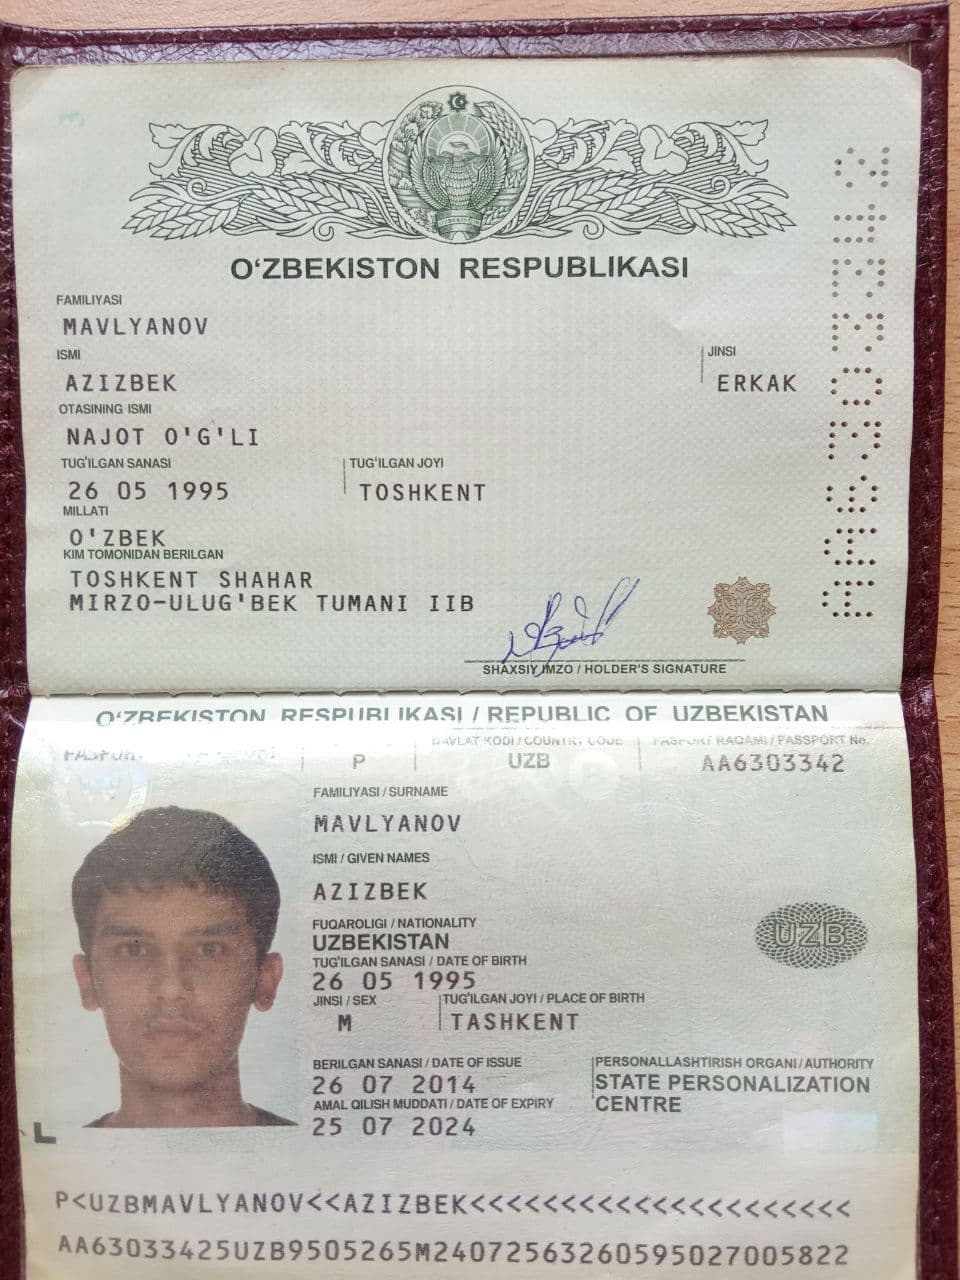 O‘ZBEKISTON RESPUBLIKASI
FAMILIYASI
MAVLYANOV
ISMI
AZIZBEK
JINSI
ERKAK
OTASINING ISMI
NAJOT O'G'LI
TUG‘ILGAN SANASI
26 05 1995
TUG‘ILGAN JOYI
TOSHKENT
MILLATI
O'ZBEK
KIM TOMONIDAN BERILGAN
TOSHKENT SHAHAR
MIRZO-ULUG'BEK TUMANI IIB
SHAXSIY IMZO / HOLDER'S SIGNATURE
AA6303342
O‘ZBEKISTON RESPUBLIKASI / REPUBLIC OF UZBEKISTAN
P
DAVLAT KODI / COUNTRY CODE
UZB
PASPORT RAQAMI / PASSPORT No.
AA6303342
FAMILIYASI / SURNAME
MAVLYANOV
ISMI / GIVEN NAMES
AZIZBEK
FUQAROLIGI / NATIONALITY
UZBEKISTAN
UZB
TUG‘ILGAN SANASI / DATE OF BIRTH
26 05 1995
JINSI / SEX
M
TUG‘ILGAN JOYI / PLACE OF BIRTH
TASHKENT
BERILGAN SANASI / DATE OF ISSUE
26 07 2014
PERSONALLASHTIRISH ORGANI / AUTHORITY
STATE PERSONALIZATION
CENTRE
AMAL QILISH MUDDATI / DATE OF EXPIRY
25 07 2024
P<UZBMAVLYANOV<<AZIZBEK<<<<<<<<<<<<<<<<<<<<<
AA63033425UZB9505265M24072563260595027005822